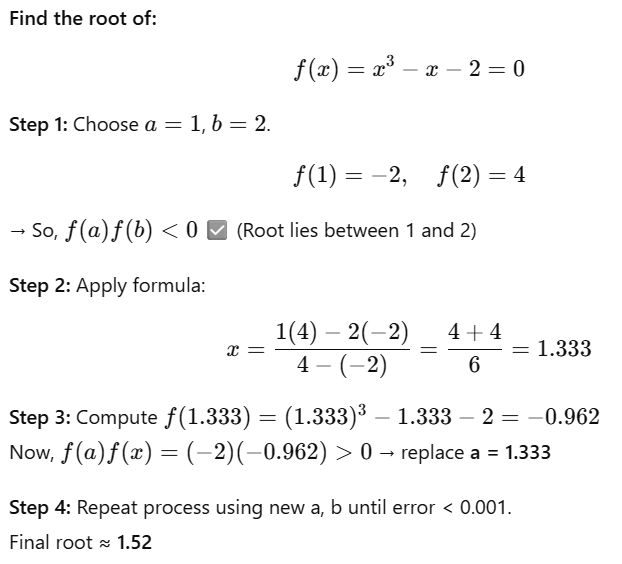 Find the root of:
f(x) = x³ − x − 2 = 0
Step 1: Choose a = 1, b = 2.
f(1) = −2, f(2) = 4
→ So, f(a)f(b) < 0 ✅ (Root lies between 1 and 2)
Step 2: Apply formula:
x = \frac{1(4) − 2(−2)}{4 − (−2)} = \frac{4 + 4}{6} = 1.333
Step 3: Compute f(1.333) = (1.333)³ − 1.333 − 2 = −0.962
Now, f(a)f(x) = (−2)(−0.962) > 0 → replace a = 1.333
Step 4: Repeat process using new a, b until error < 0.001.
Final root ≈ 1.52